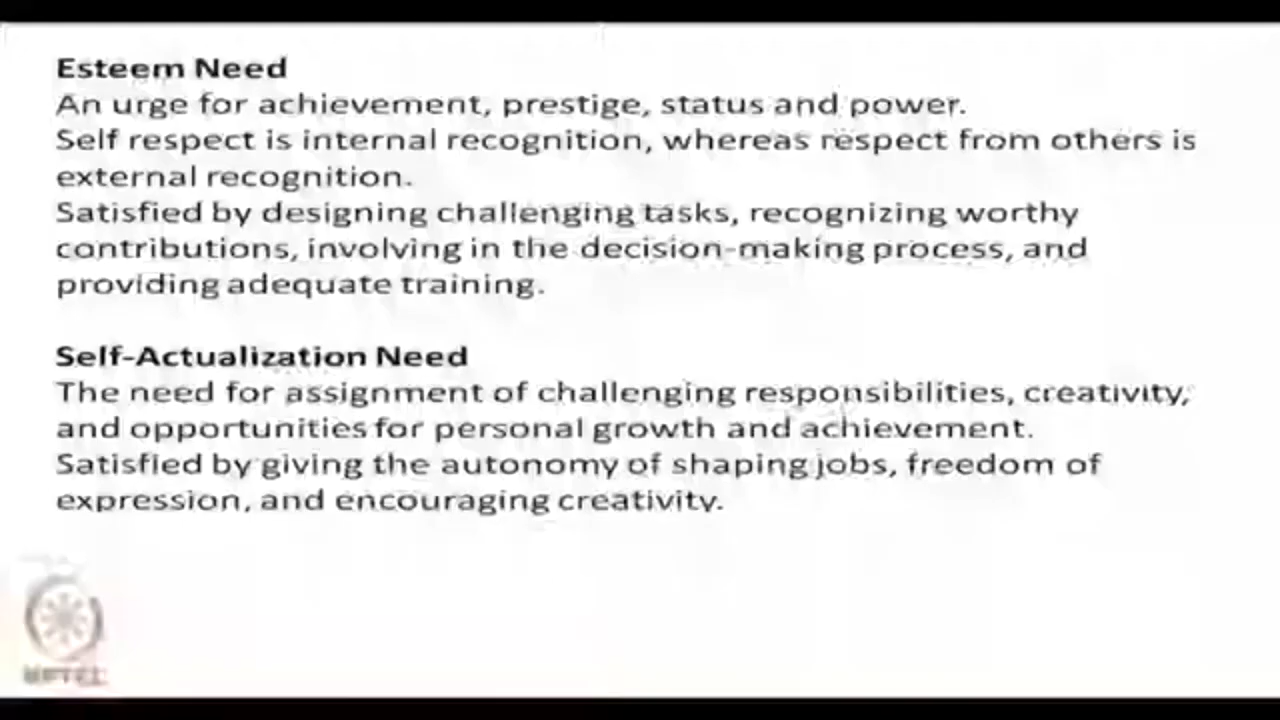 Esteem Need
An urge for achievement, prestige, status and power.
Self respect is internal recognition, whereas respect from others is
external recognition.
Satisfied by designing challenging tasks, recognizing worthy
contributions, involving in the decision-making process, and
providing adequate training.
Self-Actualization Need
The need for assignment of challenging responsibilities, creativity,
and opportunities for personal growth and achievement.
Satisfied by giving the autonomy of shaping jobs, freedom of
expression, and encouraging creativity.
NPTEL